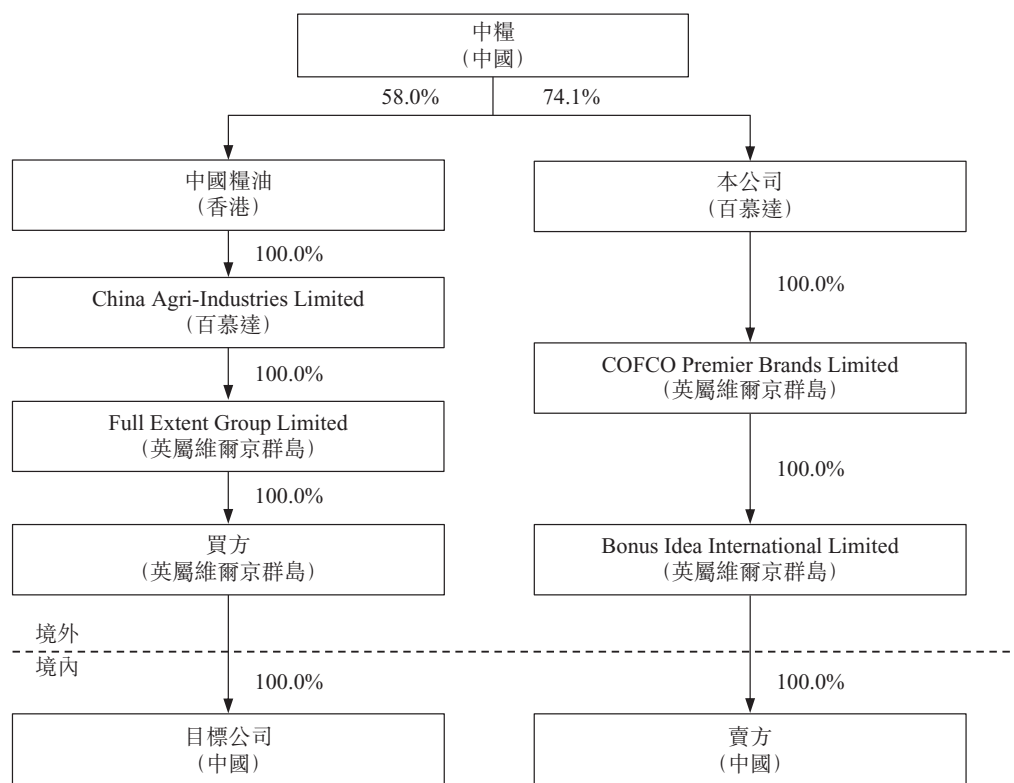 中糧
（中國）
58.0%
74.1%
中國糧油
（香港）
本公司
（百慕達）
100.0%
100.0%
China Agri-Industries Limited
（百慕達）
COFCO Premier Brands Limited
（英屬維爾京群島）
100.0%
Full Extent Group Limited
（英屬維爾京群島）
100.0%
100.0%
買方
（英屬維爾京群島）
Bonus Idea International Limited
（英屬維爾京群島）
境外
境內
100.0%
100.0%
目標公司
（中國）
賣方
（中國）